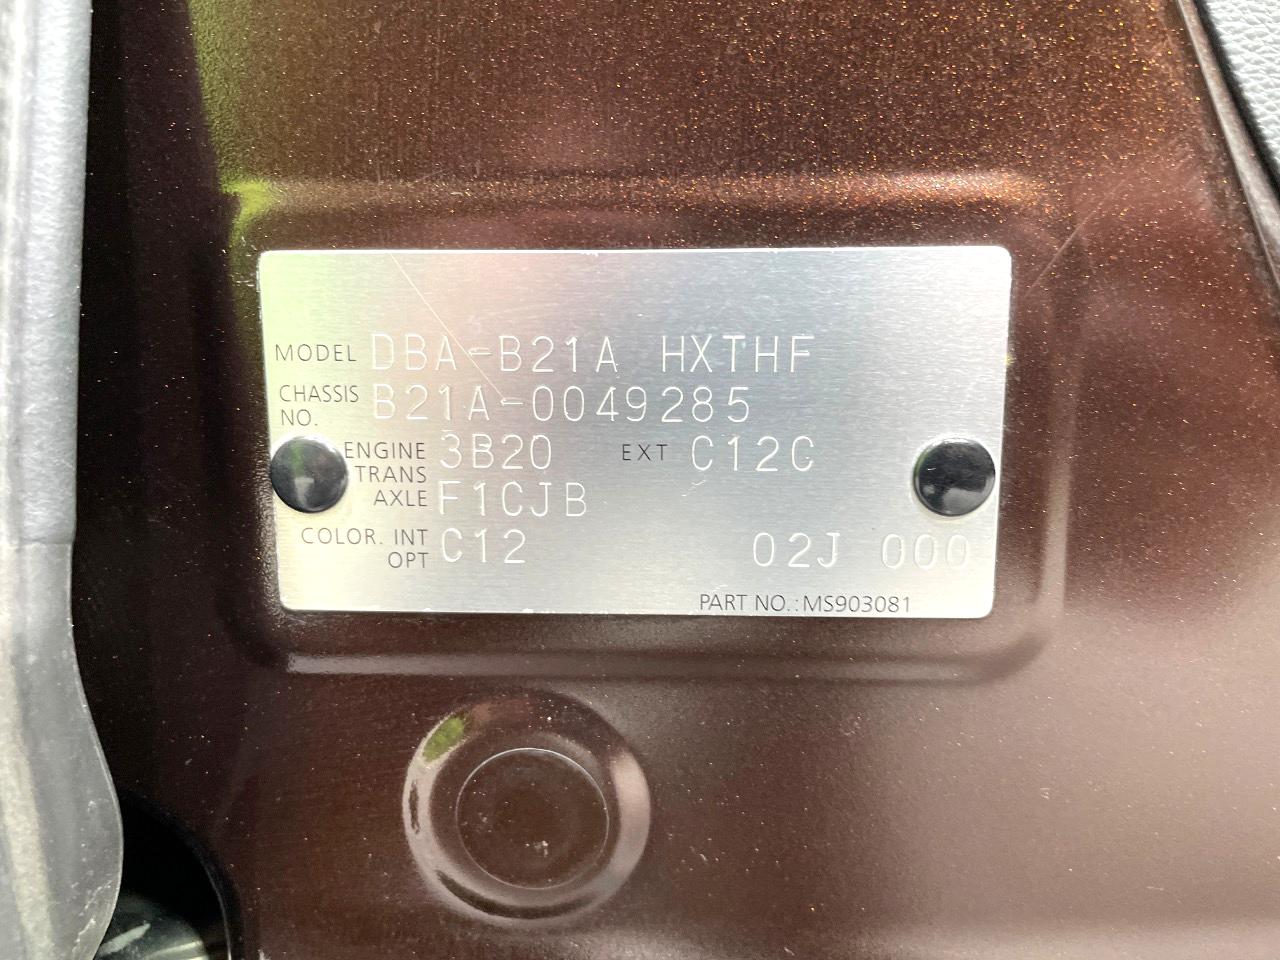 MODEL DBA-B21A HXTHF
CHASSIS NO. B21A-0049285
ENGINE 3B20 EXT C12C
TRANS AXLE F1CJB
COLOR. INT OPT C12 02J 000
PART NO.: MS903081